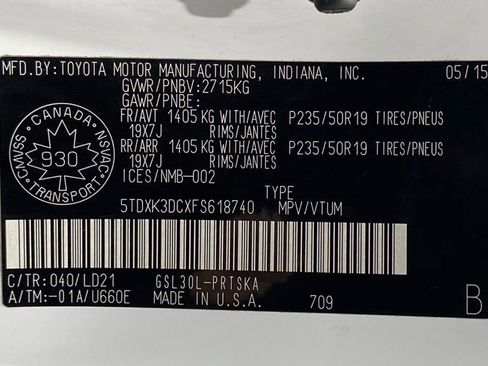 MFD.BY:TOYOTA MOTOR MANUFACTURING, INDIANA, INC. 05/15
GVWR/PNBV:2715KG
GAWR/PNBE:
FR/AVT 1405 KG WITH/AVEC P235/50R19 TIRES/PNEUS
19X7J RIMS/JANTES
RR/ARR 1405 KG WITH/AVEC P235/50R19 TIRES/PNEUS
19X7J RIMS/JANTES
ICES/NMB-002
CANADA
CMVSS
NSVAC
930
TRANSPORT
TYPE
5TDXK3DCXFS618740 MPV/VTUM
C/TR: 040/LD21 GSL30L-PRTSKA
A/TM:-01A/U660E MADE IN U.S.A. 709 B